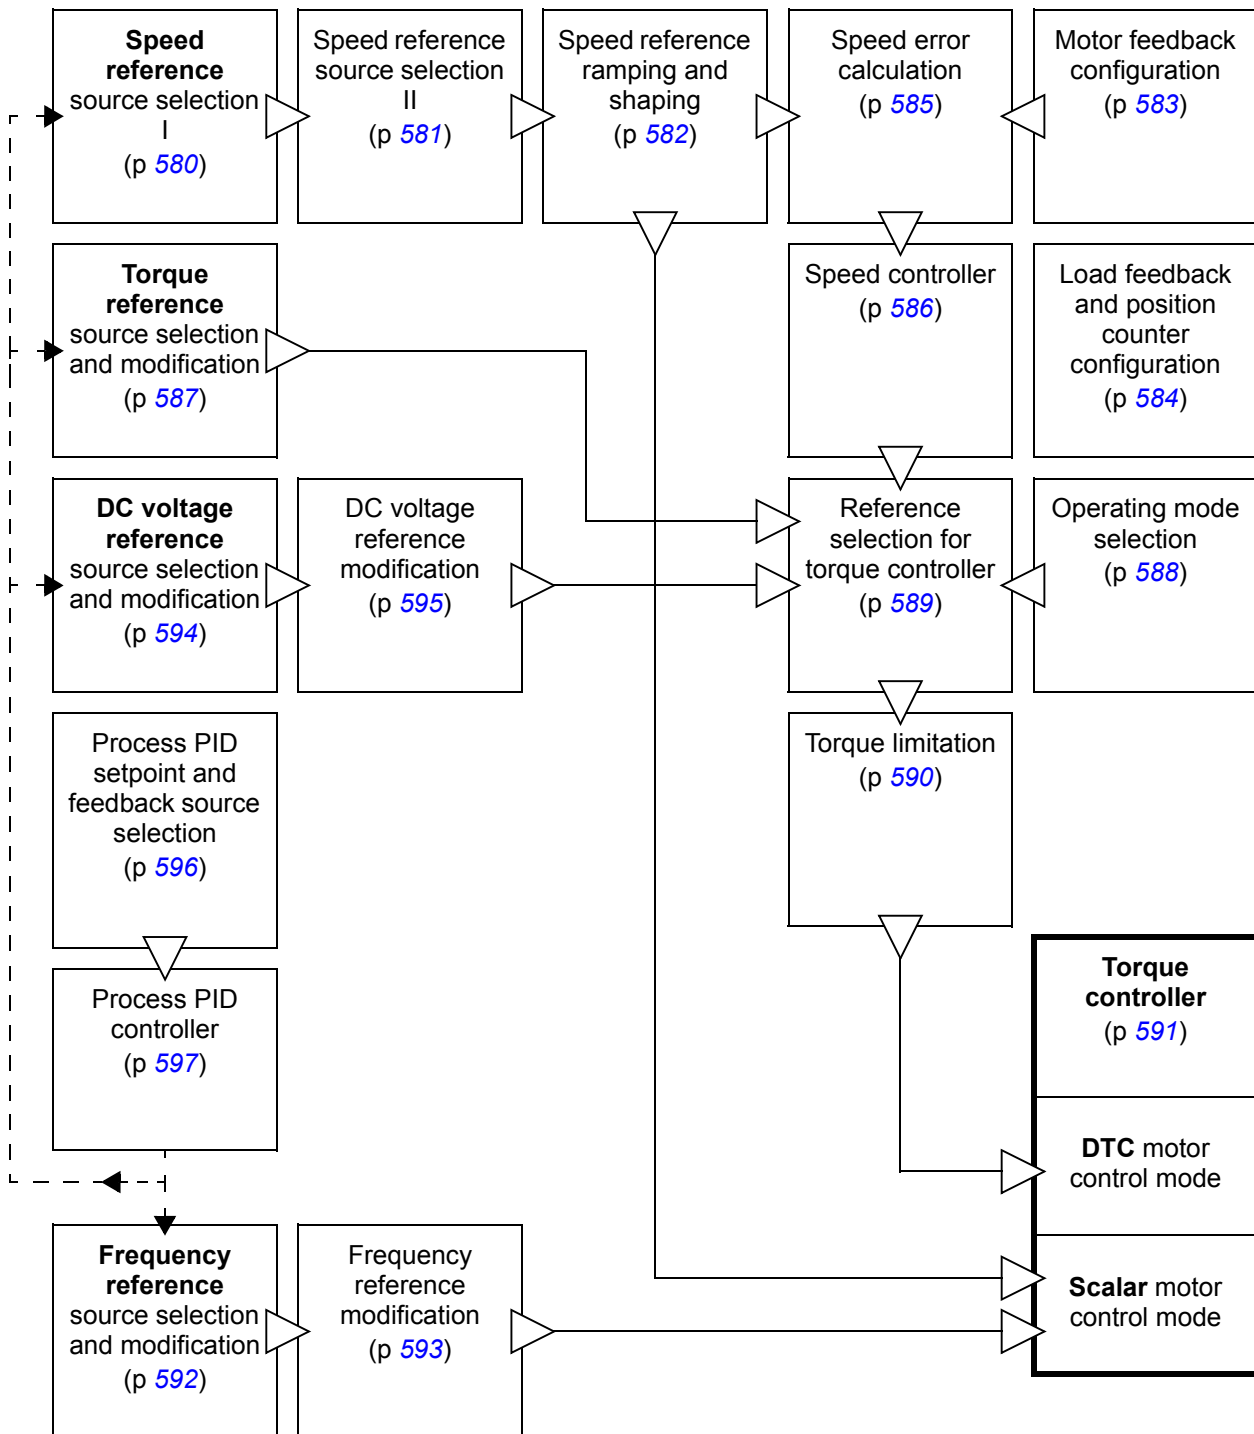 Speed
reference
source selection
I
(p 580)
Speed reference
source selection
II
(p 581)
Speed reference
ramping and
shaping
(p 582)
Speed error
calculation
(p 585)
Motor feedback
configuration
(p 583)
Torque
reference
source selection
and modification
(p 587)
Speed controller
(p 586)
Load feedback
and position
counter
configuration
(p 584)
DC voltage
reference
source selection
and modification
(p 594)
DC voltage
reference
modification
(p 595)
Reference
selection for
torque controller
(p 589)
Operating mode
selection
(p 588)
Process PID
setpoint and
feedback source
selection
(p 596)
Torque limitation
(p 590)
Process PID
controller
(p 597)
Torque
controller
(p 591)
DTC motor
control mode
Scalar motor
control mode
Frequency
reference
source selection
and modification
(p 592)
Frequency
reference
modification
(p 593)